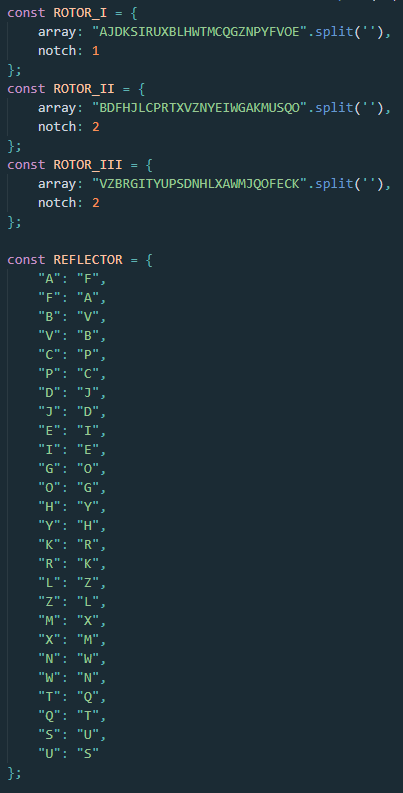 const ROTOR_I = {
    array: "AJDKSIRUXBLHWTMCQGZNPYFVOE".split(''),
    notch: 1
};
const ROTOR_II = {
    array: "BDFHJLCPRTXVZNYEIWGAKMUSQO".split(''),
    notch: 2
};
const ROTOR_III = {
    array: "VZBRGITYUPSDNHLXAWMJQOFECK".split(''),
    notch: 2
};

const REFLECTOR = {
    "A": "F",
    "F": "A",
    "B": "V",
    "V": "B",
    "C": "P",
    "P": "C",
    "D": "J",
    "J": "D",
    "E": "I",
    "I": "E",
    "G": "O",
    "O": "G",
    "H": "Y",
    "Y": "H",
    "K": "R",
    "R": "K",
    "L": "Z",
    "Z": "L",
    "M": "X",
    "X": "M",
    "N": "W",
    "W": "N",
    "T": "Q",
    "Q": "T",
    "S": "U",
    "U": "S"
};